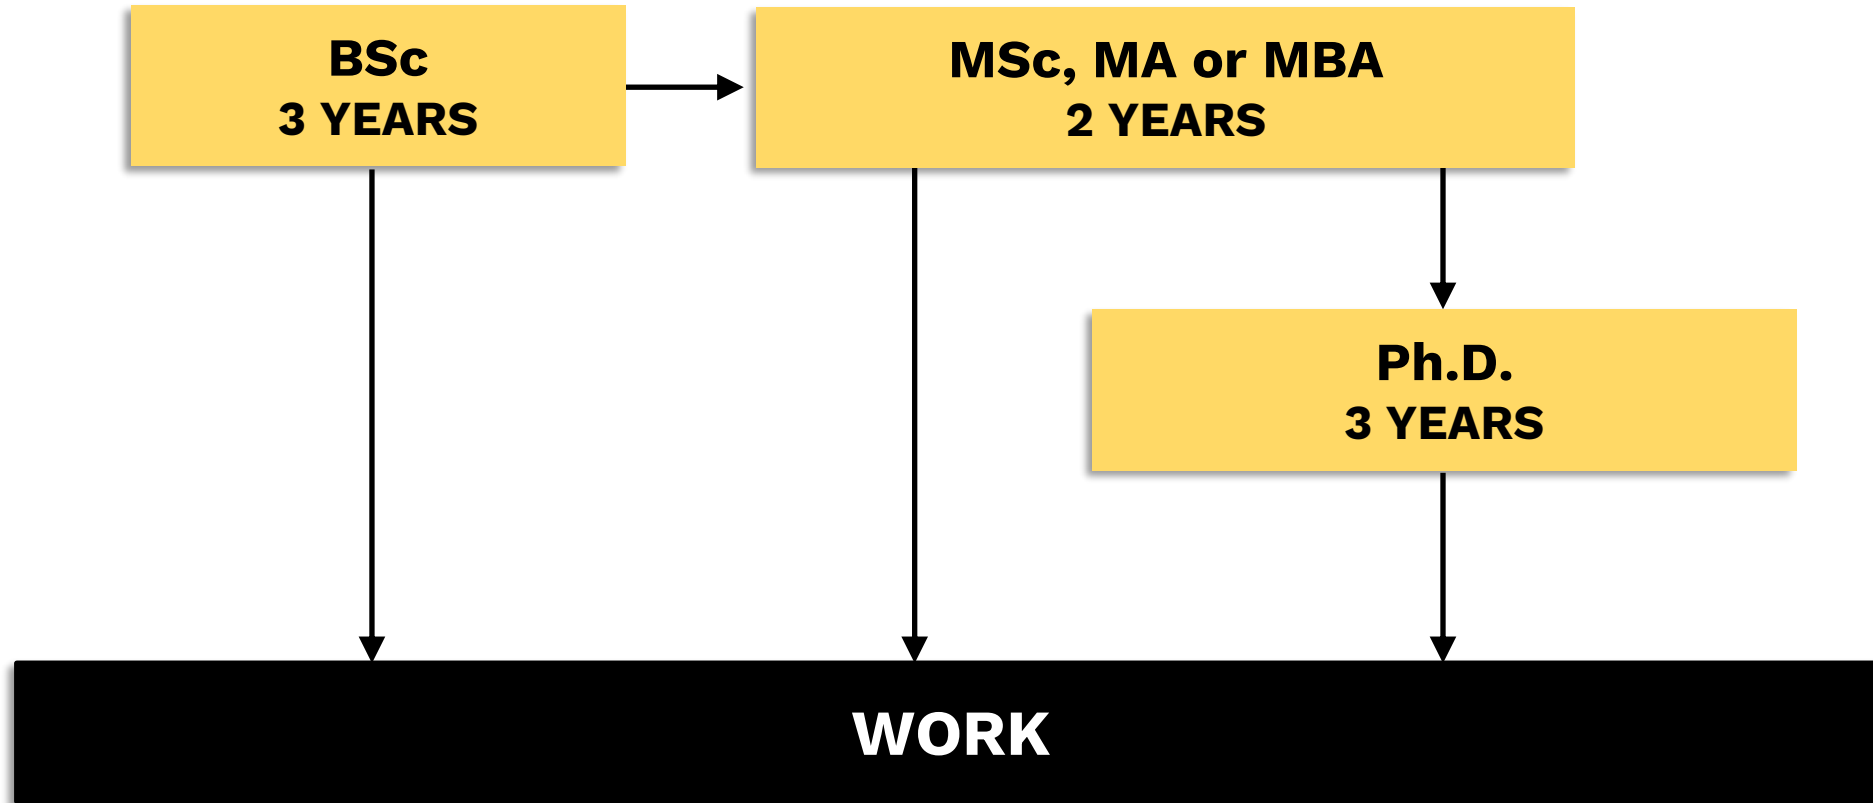 BSc
3 YEARS
MSc, MA or MBA
2 YEARS
Ph.D.
3 YEARS
WORK